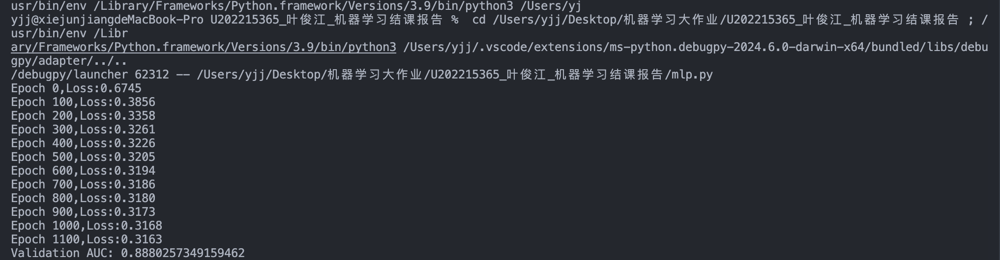 usr/bin/env /Library/Frameworks/Python.framework/Versions/3.9/bin/python3 /Users/yj
yjj@xiejunjiangdeMacBook-Pro U202215365_叶俊江_机器学习结课报告 %  cd /Users/yjj/Desktop/机器学习大作业/U202215365_叶俊江_机器学习结课报告 ; /
usr/bin/env /Libr
ary/Frameworks/Python.framework/Versions/3.9/bin/python3 /Users/yjj/.vscode/extensions/ms-python.debugpy-2024.6.0-darwin-x64/bundled/libs/debu
gpy/adapter/../..
/debugpy/launcher 62312 -- /Users/yjj/Desktop/机器学习大作业/U202215365_叶俊江_机器学习结课报告/mlp.py
Epoch 0,Loss:0.6745
Epoch 100,Loss:0.3856
Epoch 200,Loss:0.3358
Epoch 300,Loss:0.3261
Epoch 400,Loss:0.3226
Epoch 500,Loss:0.3205
Epoch 600,Loss:0.3194
Epoch 700,Loss:0.3186
Epoch 800,Loss:0.3180
Epoch 900,Loss:0.3173
Epoch 1000,Loss:0.3168
Epoch 1100,Loss:0.3163
Validation AUC: 0.8880257349159462